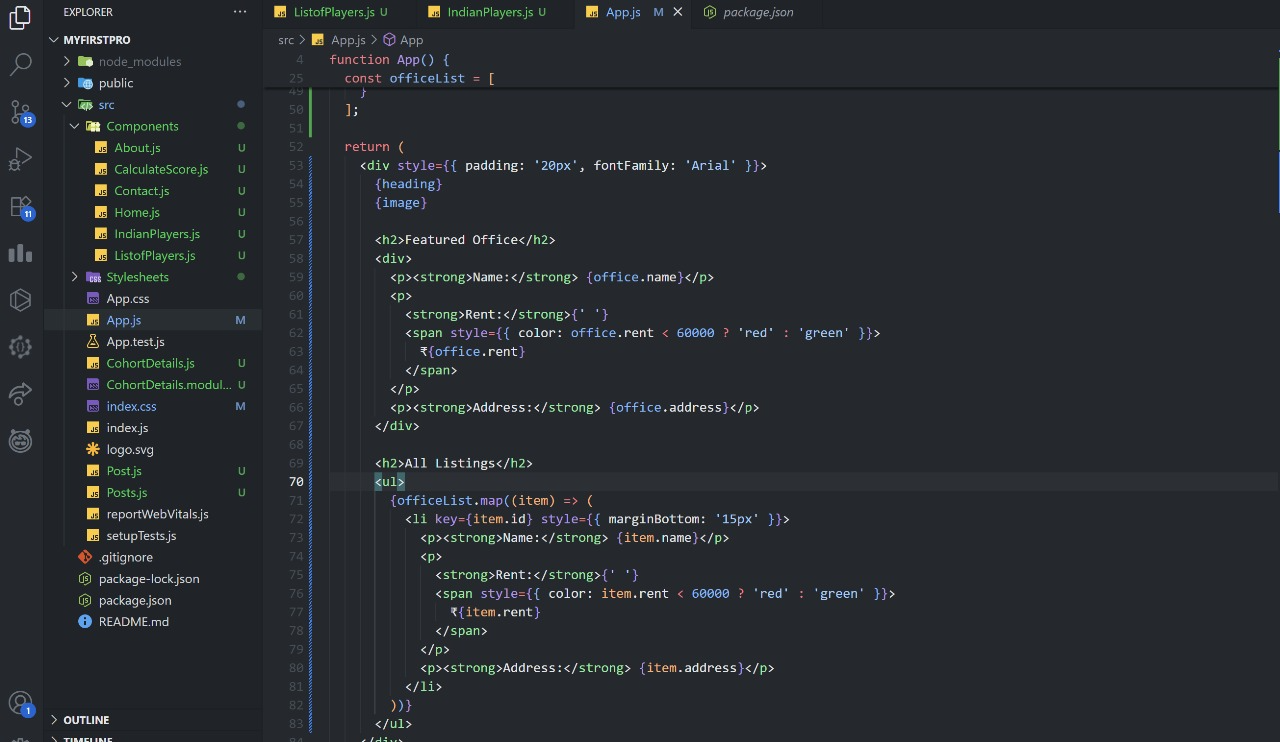 EXPLORER
MYFIRSTPRO
node_modules
public
src
Components
About.js U
CalculateScore.js U
Contact.js U
Home.js U
IndianPlayers.js U
ListofPlayers.js U
Stylesheets
App.css
App.js M
App.test.js
CohortDetails.js U
CohortDetails.modul... U
index.css M
index.js
logo.svg
Post.js U
Posts.js U
reportWebVitals.js
setupTests.js
.gitignore
package-lock.json
package.json
README.md
OUTLINE
TIMELINE
13
11
1
ListofPlayers.js U IndianPlayers.js U App.js M package.json
src > App.js > App
4 function App() {
25 const officeList = [
49 }
50 ];
51
52 return (
53 <div style={{ padding: '20px', fontFamily: 'Arial' }}>
54 {heading}
55 {image}
56
57 <h2>Featured Office</h2>
58 <div>
59 <p><strong>Name:</strong> {office.name}</p>
60 <p>
61 <strong>Rent:</strong>{' '}
62 <span style={{ color: office.rent < 60000 ? 'red' : 'green' }}>
63 ₹{office.rent}
64 </span>
65 </p>
66 <p><strong>Address:</strong> {office.address}</p>
67 </div>
68
69 <h2>All Listings</h2>
70 <ul>
71 {officeList.map((item) => (
72 <li key={item.id} style={{ marginBottom: '15px' }}>
73 <p><strong>Name:</strong> {item.name}</p>
74 <p>
75 <strong>Rent:</strong>{' '}
76 <span style={{ color: item.rent < 60000 ? 'red' : 'green' }}>
77 ₹{item.rent}
78 </span>
79 </p>
80 <p><strong>Address:</strong> {item.address}</p>
81 </li>
82 ))}
83 </ul>
84 </div>